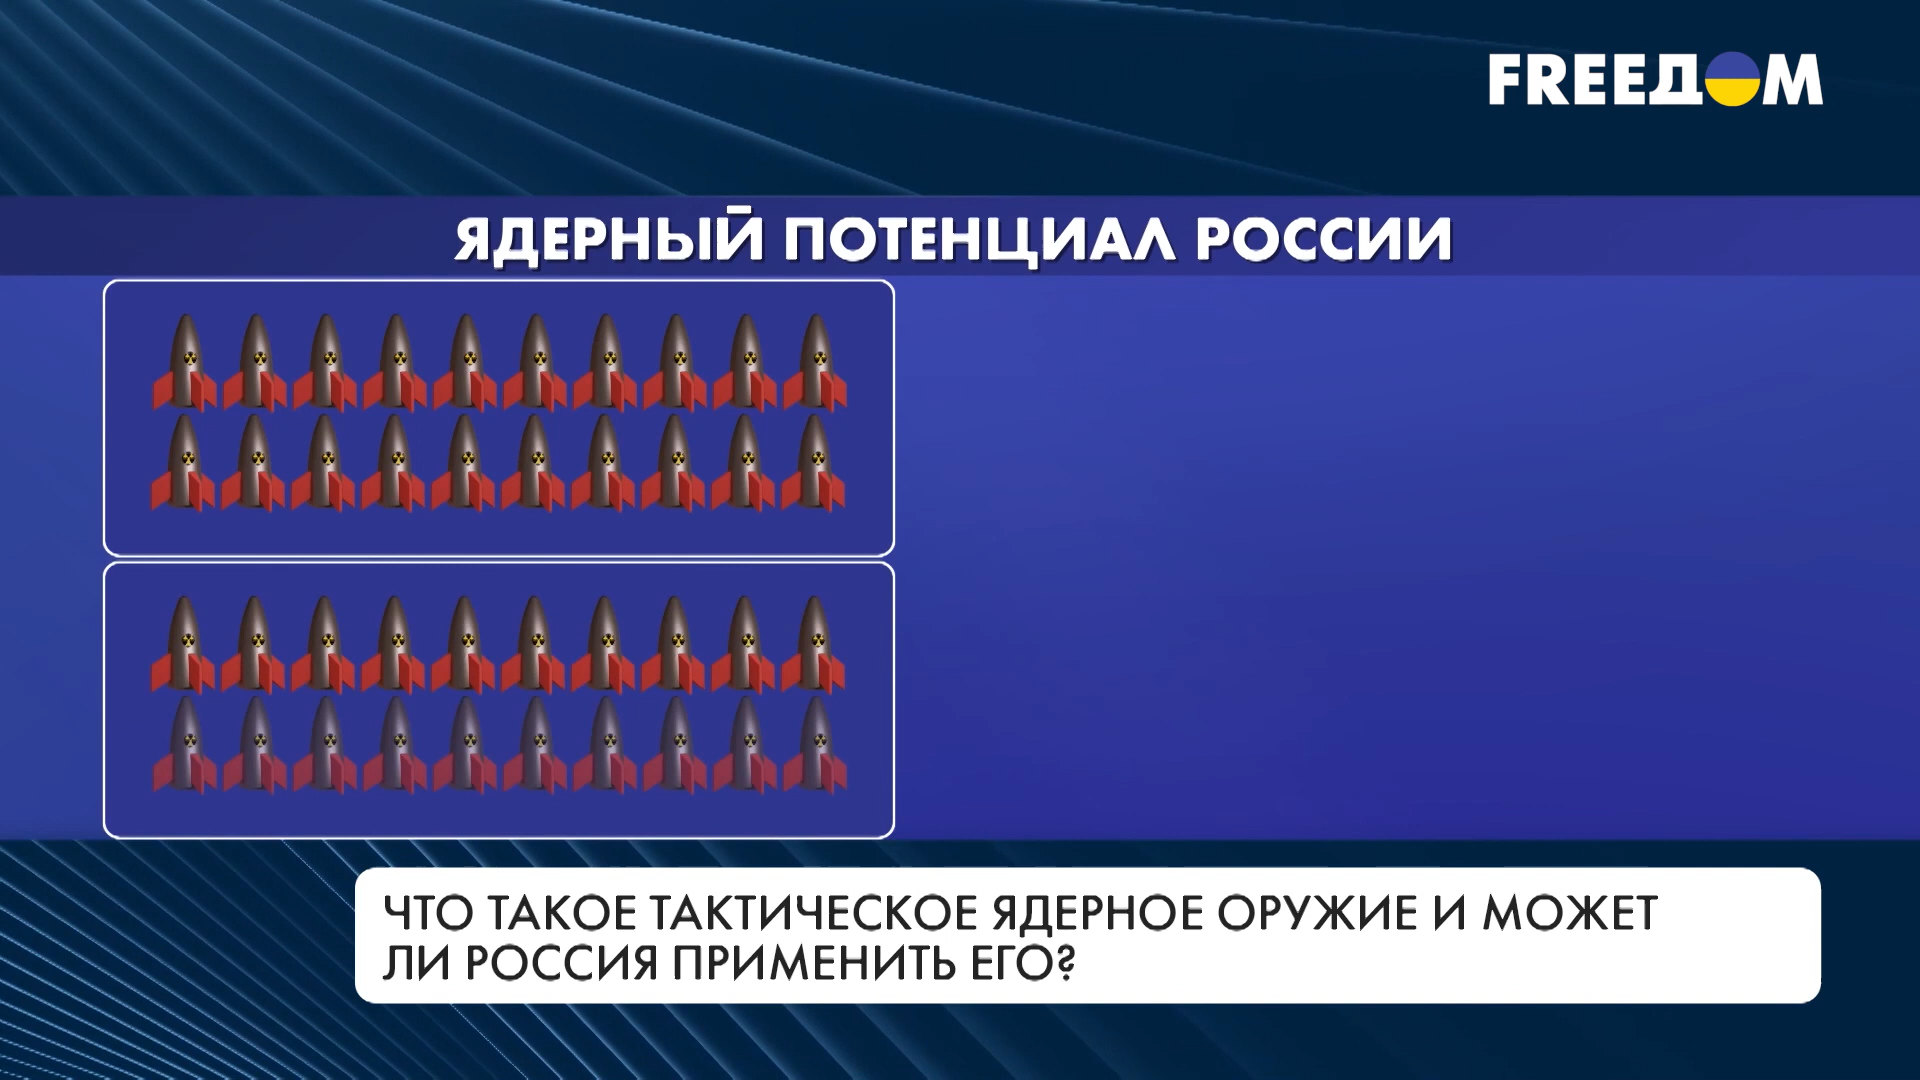 FREEДOM
ЯДЕРНЫЙ ПОТЕНЦИАЛ РОССИИ
ЧТО ТАКОЕ ТАКТИЧЕСКОЕ ЯДЕРНОЕ ОРУЖИЕ И МОЖЕТ
ЛИ РОССИЯ ПРИМЕНИТЬ ЕГО?